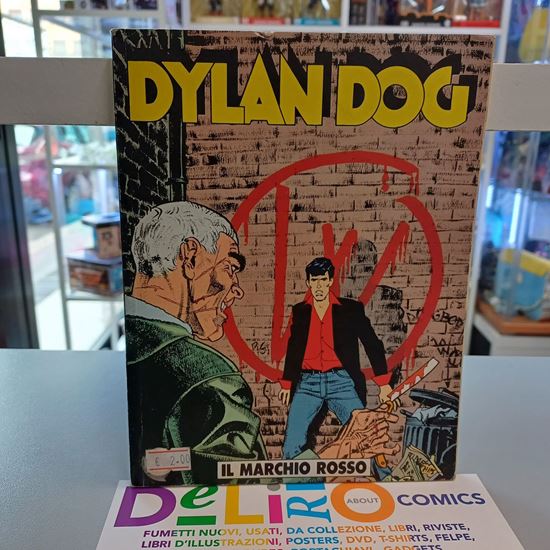 DYLAN DOG
IL MARCHIO ROSSO
€ 2.00
DeLiRiO ABOUT COMICS
FUMETTI NUOVI, USATI, DA COLLEZIONE, LIBRI, RIVISTE,
LIBRI D'ILLUSTRAZIONI, POSTERS, DVD, T-SHIRTS, FELPE,
GADGETS